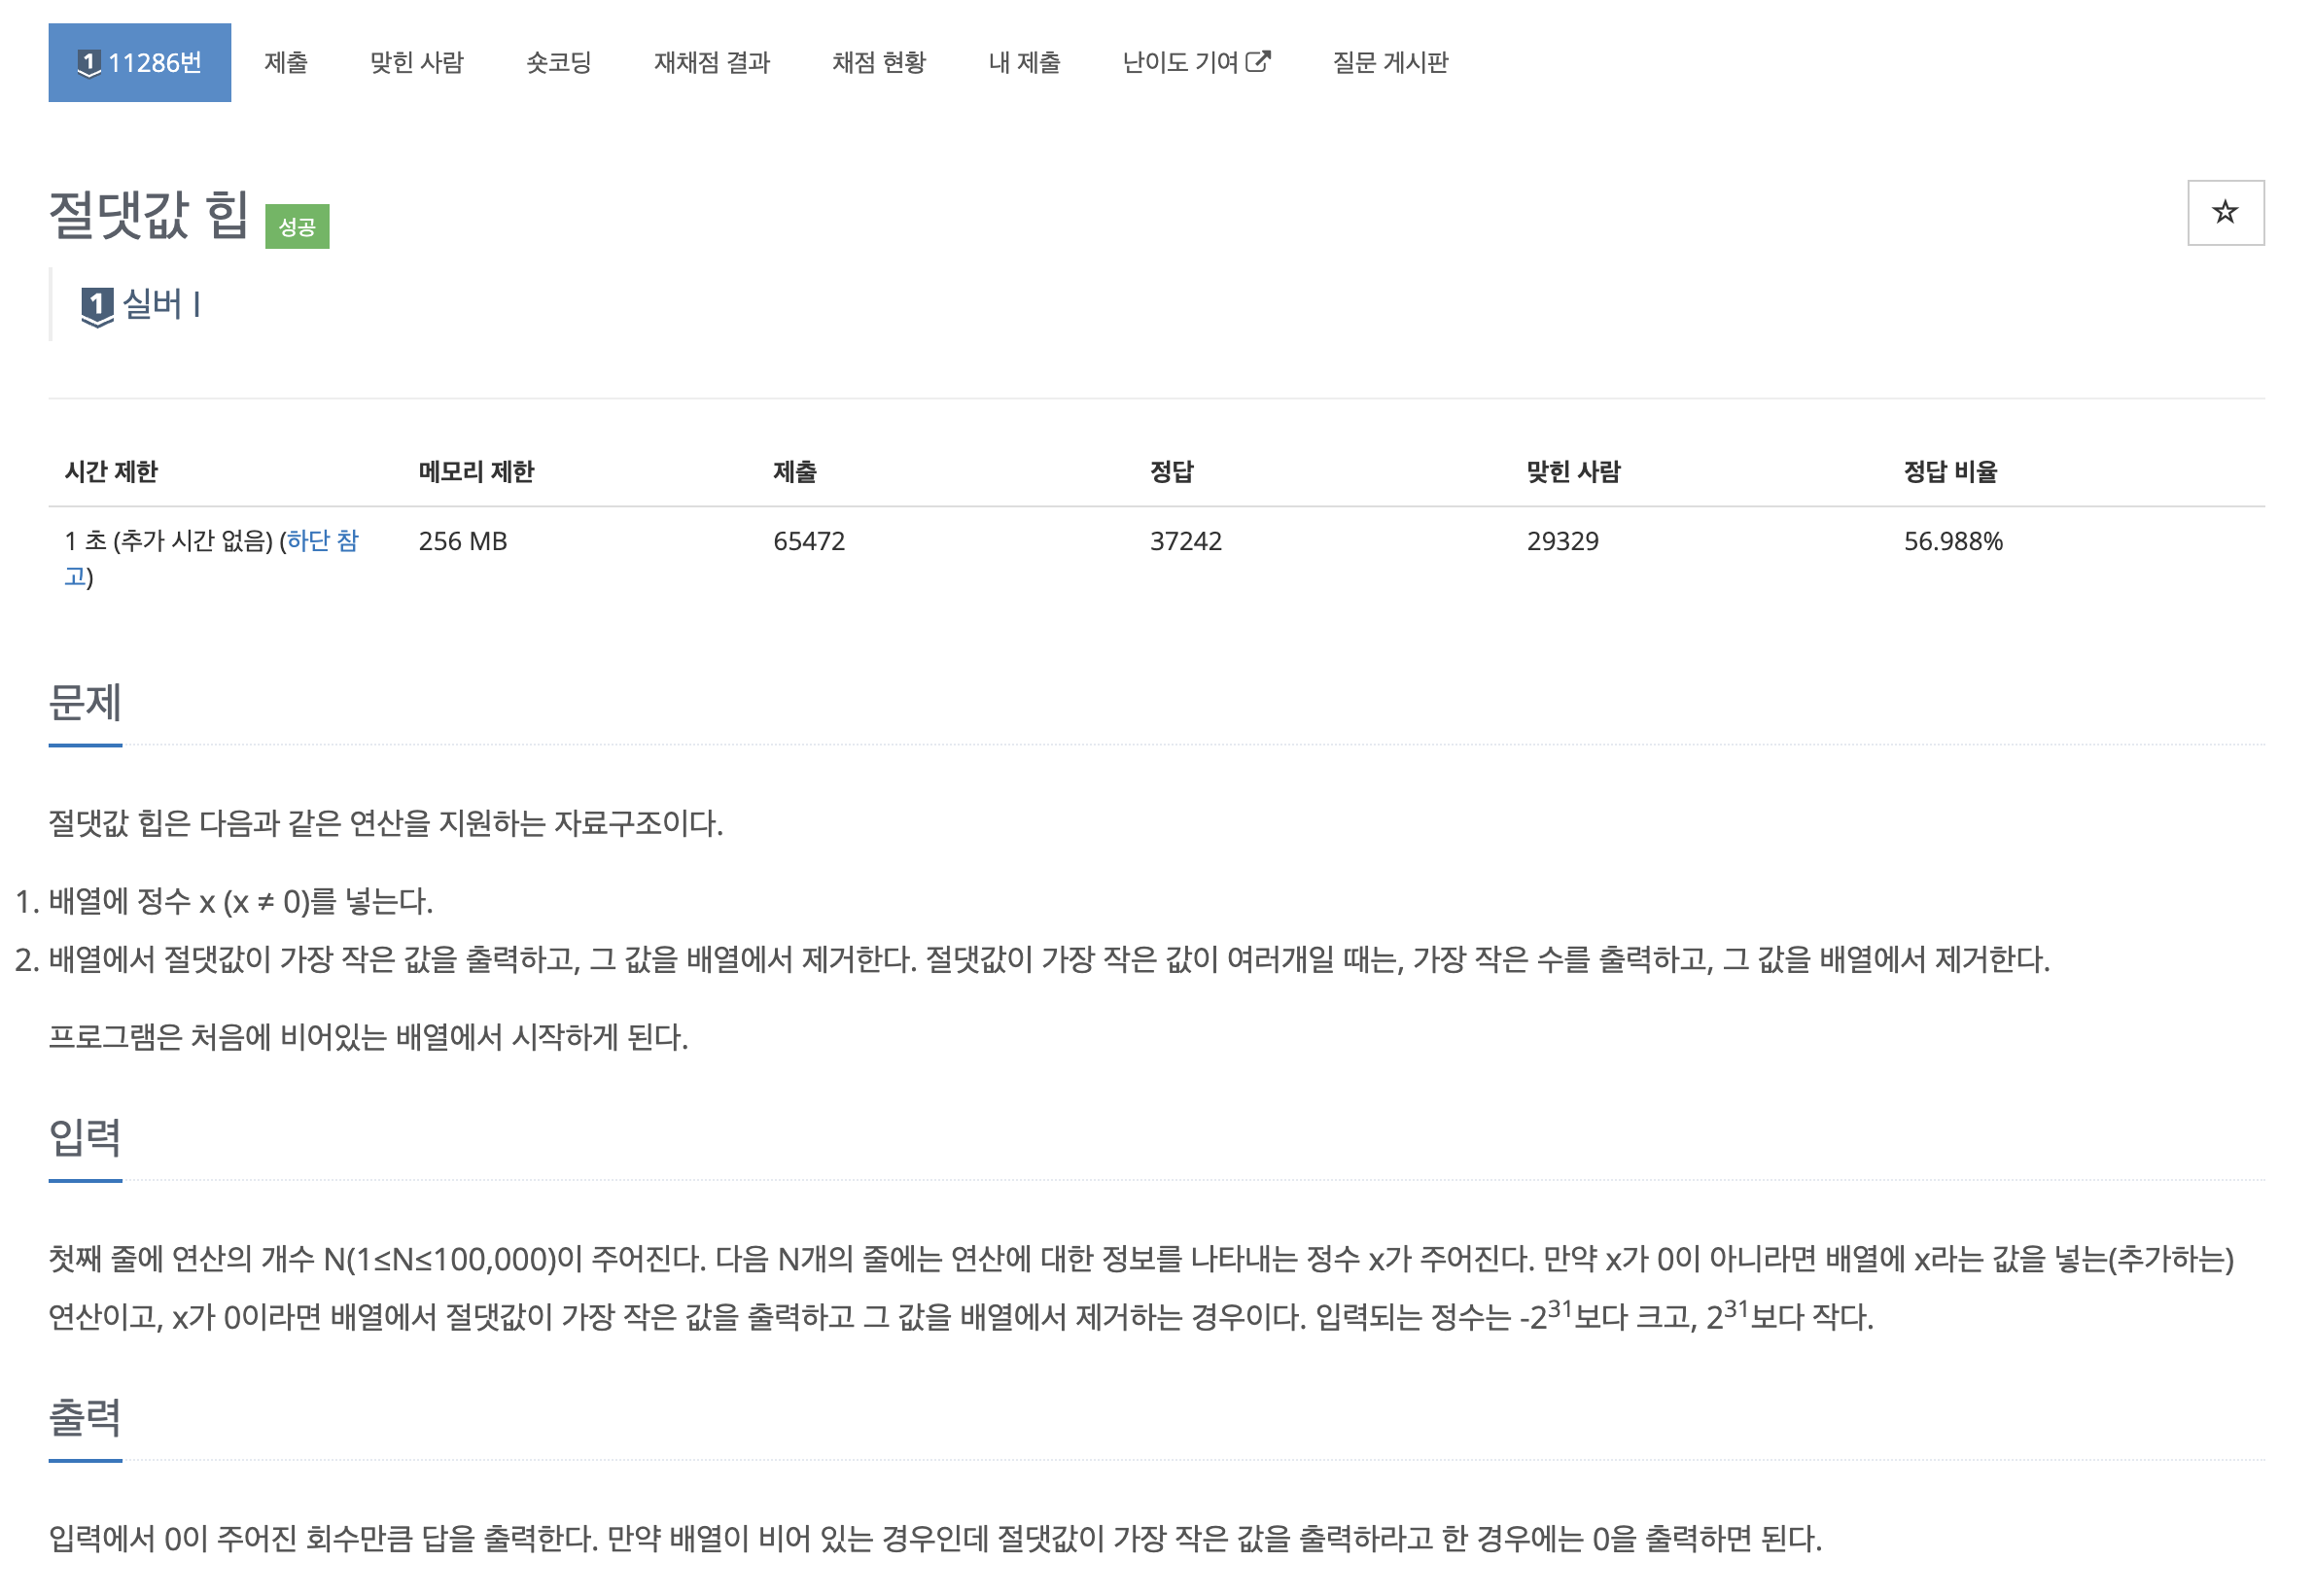 1 11286번 제출 맞힌 사람 숏코딩 재채점 결과 채점 현황 내 제출 난이도 기여 질문 게시판
절댓값 힙 성공
1 실버 I
시간 제한 메모리 제한 제출 정답 맞힌 사람 정답 비율
1 초 (추가 시간 없음) (하단 참 256 MB 65472 37242 29329 56.988%
고)
문제
절댓값 힙은 다음과 같은 연산을 지원하는 자료구조이다.
1. 배열에 정수 x (x ≠ 0)를 넣는다.
2. 배열에서 절댓값이 가장 작은 값을 출력하고, 그 값을 배열에서 제거한다. 절댓값이 가장 작은 값이 여러개일 때는, 가장 작은 수를 출력하고, 그 값을 배열에서 제거한다.
프로그램은 처음에 비어있는 배열에서 시작하게 된다.
입력
첫째 줄에 연산의 개수 N(1≤N≤100,000)이 주어진다. 다음 N개의 줄에는 연산에 대한 정보를 나타내는 정수 x가 주어진다. 만약 x가 0이 아니라면 배열에 x라는 값을 넣는(추가하는)
연산이고, x가 0이라면 배열에서 절댓값이 가장 작은 값을 출력하고 그 값을 배열에서 제거하는 경우이다. 입력되는 정수는 -2³¹보다 크고, 2³¹보다 작다.
출력
입력에서 0이 주어진 회수만큼 답을 출력한다. 만약 배열이 비어 있는 경우인데 절댓값이 가장 작은 값을 출력하라고 한 경우에는 0을 출력하면 된다.